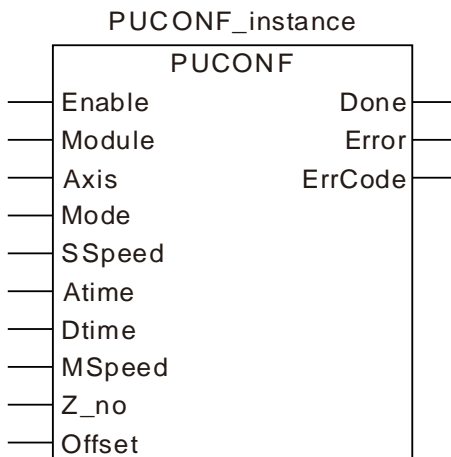 PUCONF_instance
PUCONF
Enable Done
Module Error
Axis ErrCode
Mode
SSpeed
Atime
Dtime
MSpeed
Z_no
Offset